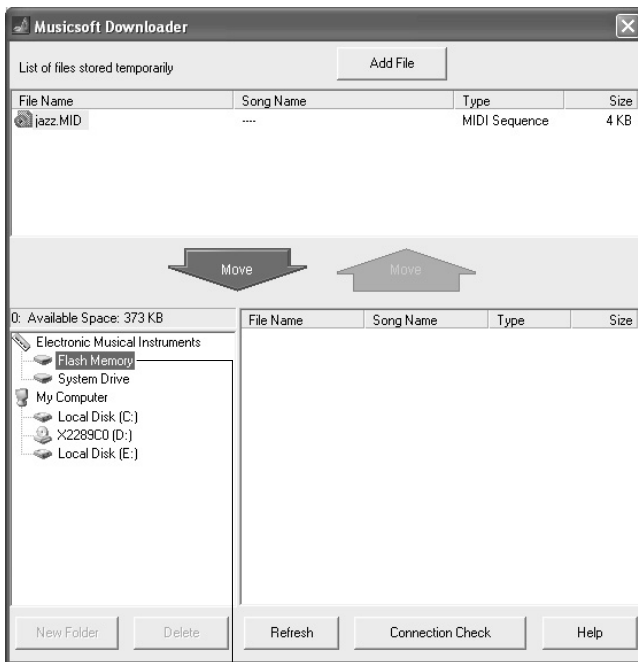 Musicsoft Downloader
List of files stored temporarily Add File
File Name Song Name Type Size
jazz.MID ---- MIDI Sequence 4 KB
Move Move
0: Available Space: 373 KB
File Name Song Name Type Size
Electronic Musical Instruments
Flash Memory
System Drive
My Computer
Local Disk (C:)
X2289C0 (D:)
Local Disk (E:)
New Folder Delete Refresh Connection Check Help